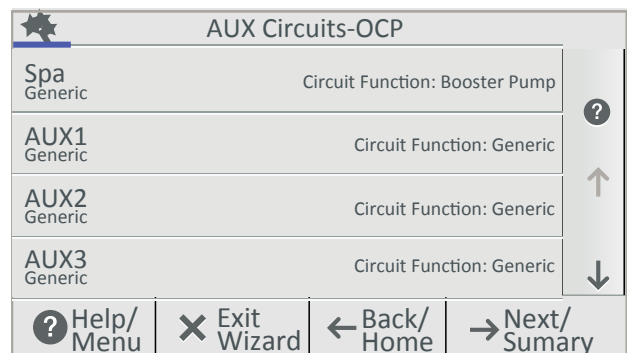 AUX Circuits-OCP
Spa
Generic
Circuit Function: Booster Pump
?
AUX1
Generic
Circuit Function: Generic
AUX2
Generic
Circuit Function: Generic
AUX3
Generic
Circuit Function: Generic
? Help/
Menu
Exit
Wizard
Back/
Home
Next/
Sumary